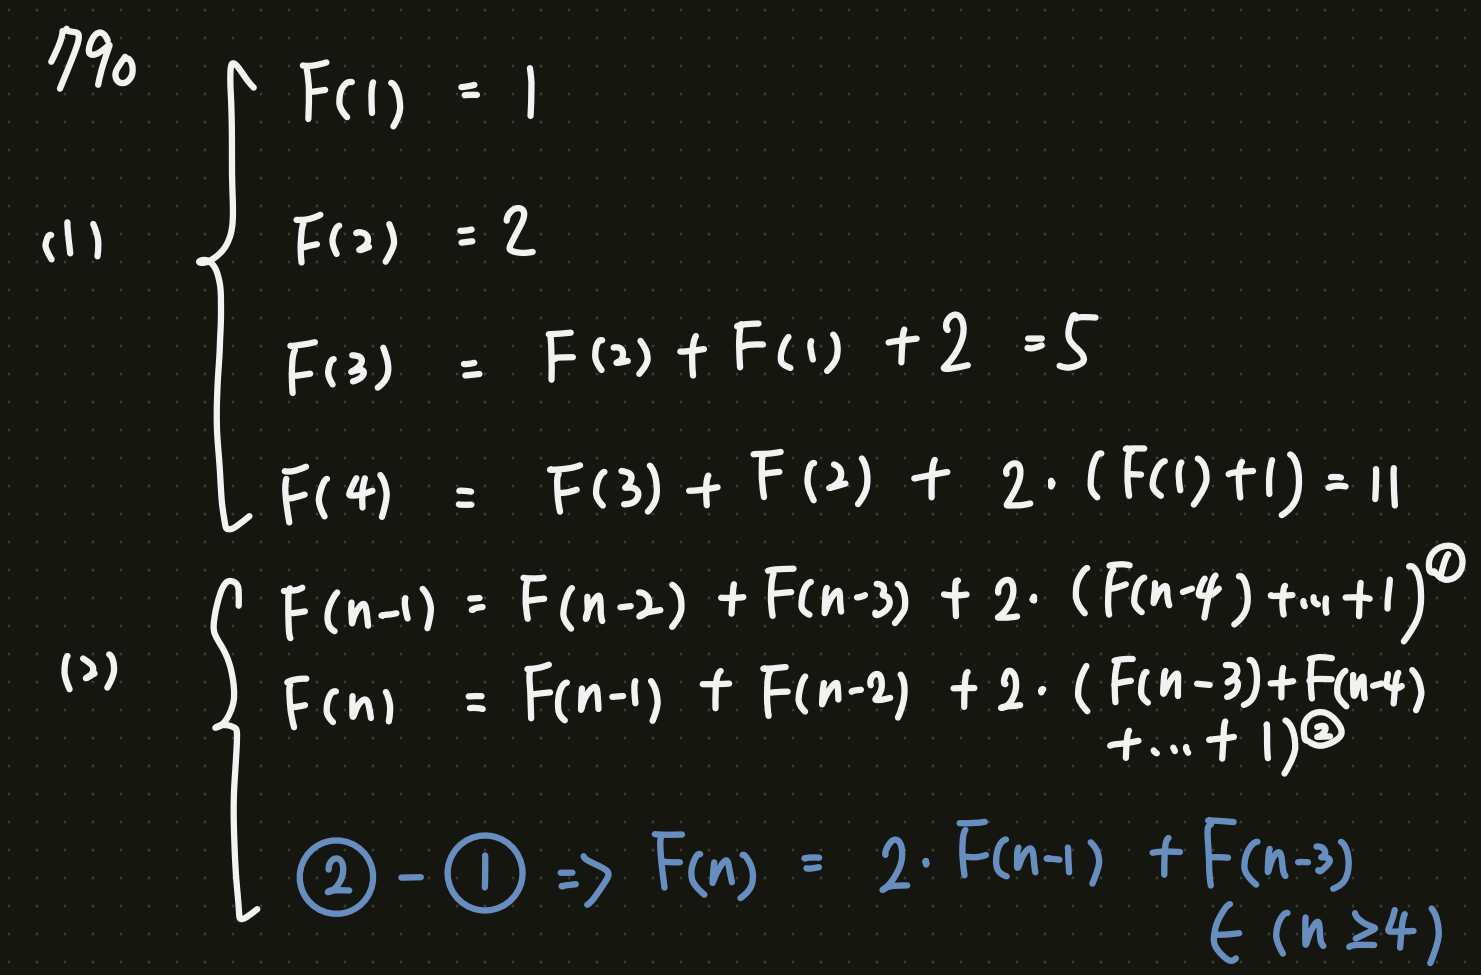 790
(1)
F(1) = 1
F(2) = 2
F(3) = F(2) + F(1) + 2 = 5
F(4) = F(3) + F(2) + 2 · (F(1) + 1) = 11
(2)
F(n-1) = F(n-2) + F(n-3) + 2 · (F(n-4) + ... + 1) ①
F(n) = F(n-1) + F(n-2) + 2 · (F(n-3) + F(n-4)
+ ... + 1) ②
② - ① => F(n) = 2 · F(n-1) + F(n-3)
← (n ≥ 4)